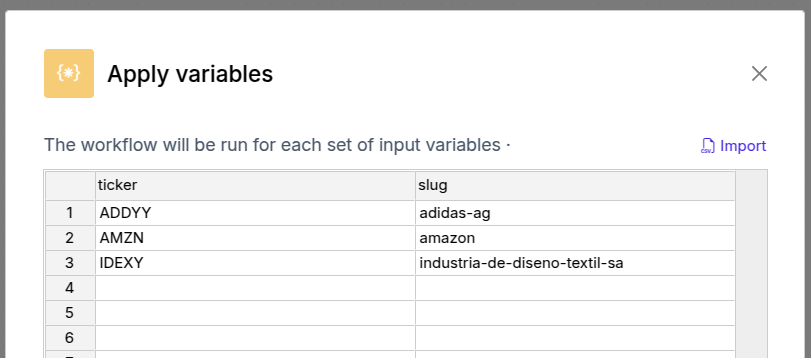 {*}
Apply variables
The workflow will be run for each set of input variables ·
CSV Import
ticker slug
1 ADDYY adidas-ag
2 AMZN amazon
3 IDEXY industria-de-diseno-textil-sa
4
5
6